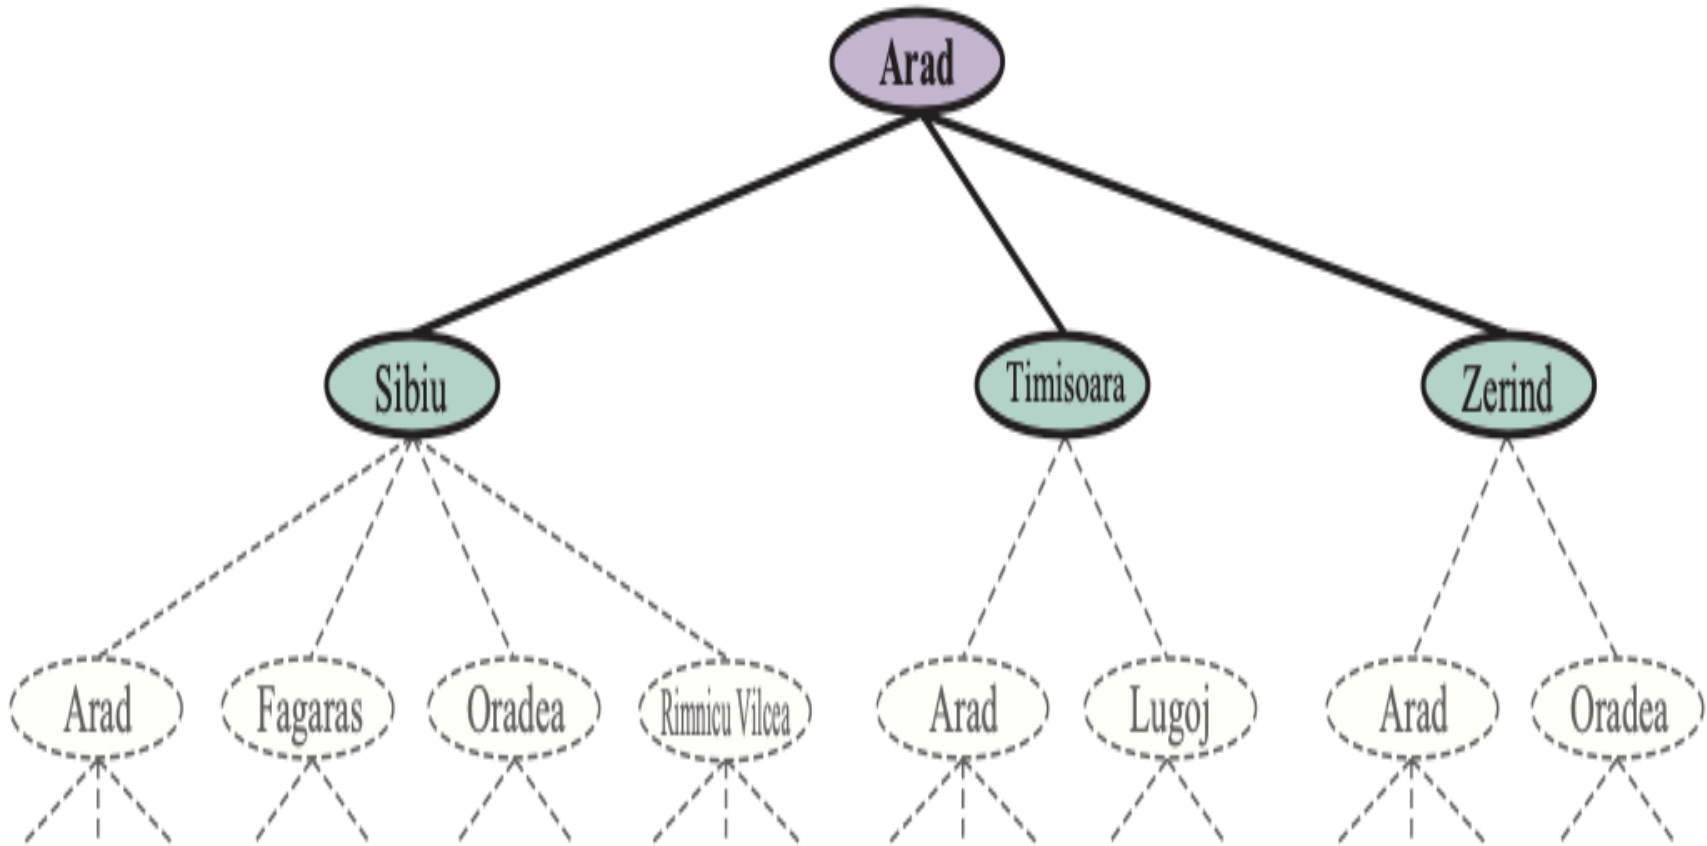 Arad
Sibiu
Timisoara
Zerind
Arad
Fagaras
Oradea
Rimnicu Vilcea
Arad
Lugoj
Arad
Oradea